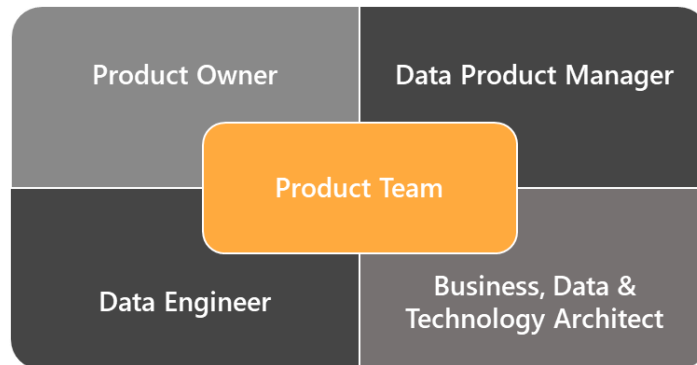 Product Owner
Data Product Manager
Product Team
Data Engineer
Business, Data &
Technology Architect